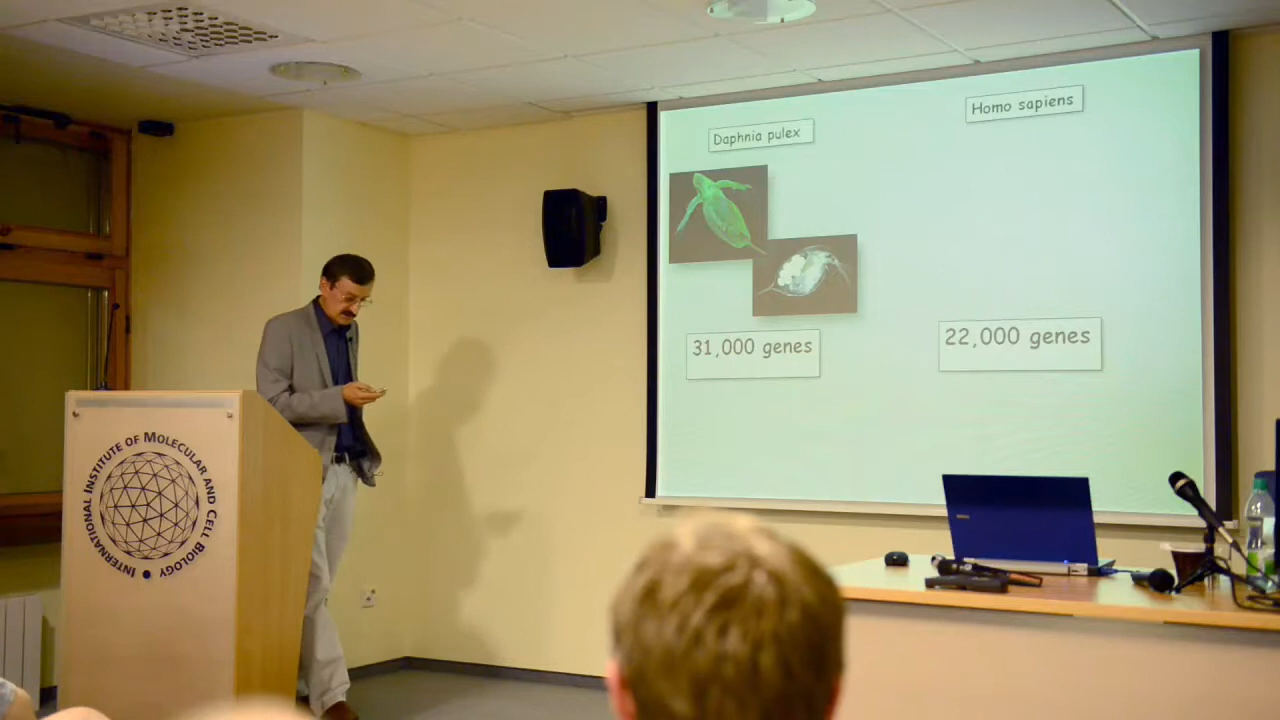 Daphnia pulex
Homo sapiens
31,000 genes
22,000 genes
INTERNATIONAL INSTITUTE OF MOLECULAR AND CELL BIOLOGY